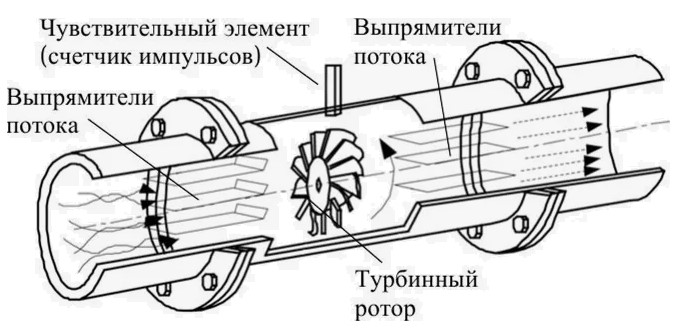 Чувствительный элемент
(счетчик импульсов)
Выпрямители
потока
Выпрямители
потока
Турбинный
ротор